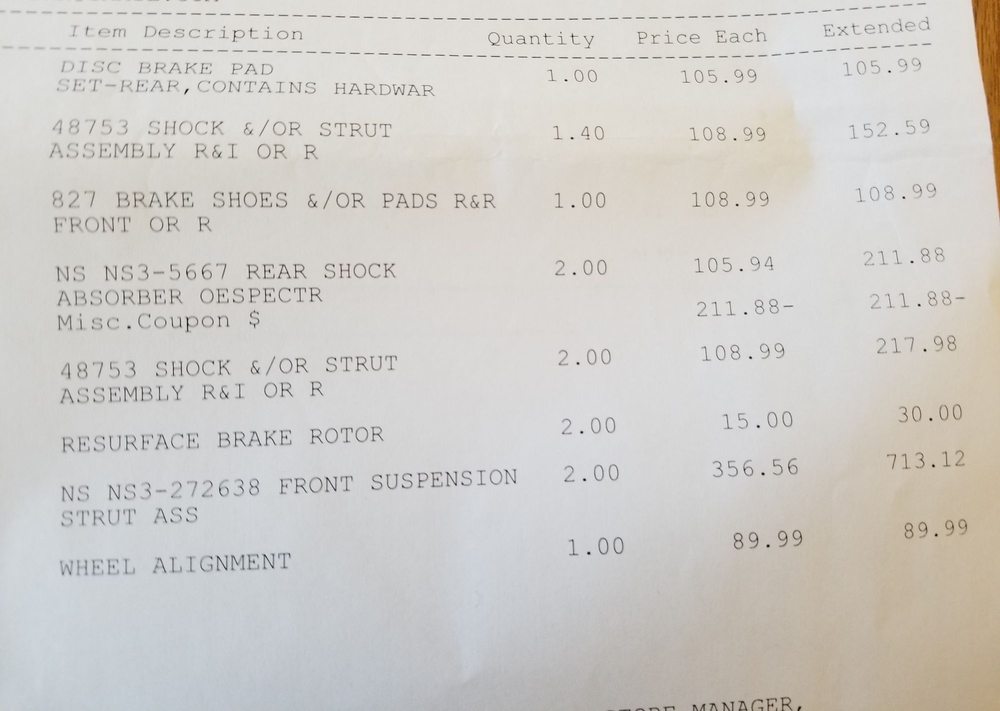 Item Description Quantity Price Each Extended
DISC BRAKE PAD 1.00 105.99 105.99
SET-REAR,CONTAINS HARDWAR
48753 SHOCK &/OR STRUT 1.40 108.99 152.59
ASSEMBLY R&I OR R
827 BRAKE SHOES &/OR PADS R&R 1.00 108.99 108.99
FRONT OR R
NS NS3-5667 REAR SHOCK 2.00 105.94 211.88
ABSORBER OESPECTR
Misc.Coupon $ 211.88- 211.88-
48753 SHOCK &/OR STRUT 2.00 108.99 217.98
ASSEMBLY R&I OR R
RESURFACE BRAKE ROTOR 2.00 15.00 30.00
NS NS3-272638 FRONT SUSPENSION 2.00 356.56 713.12
STRUT ASS
WHEEL ALIGNMENT 1.00 89.99 89.99
MANAGER,